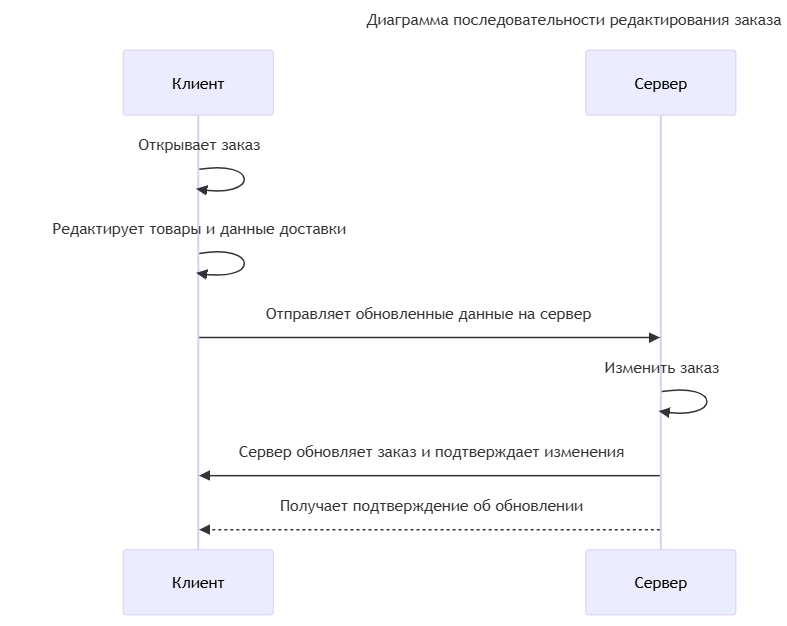 Диаграмма последовательности редактирования заказа
Клиент
Сервер
Открывает заказ
Редактирует товары и данные доставки
Отправляет обновленные данные на сервер
Изменить заказ
Сервер обновляет заказ и подтверждает изменения
Получает подтверждение об обновлении
Клиент
Сервер